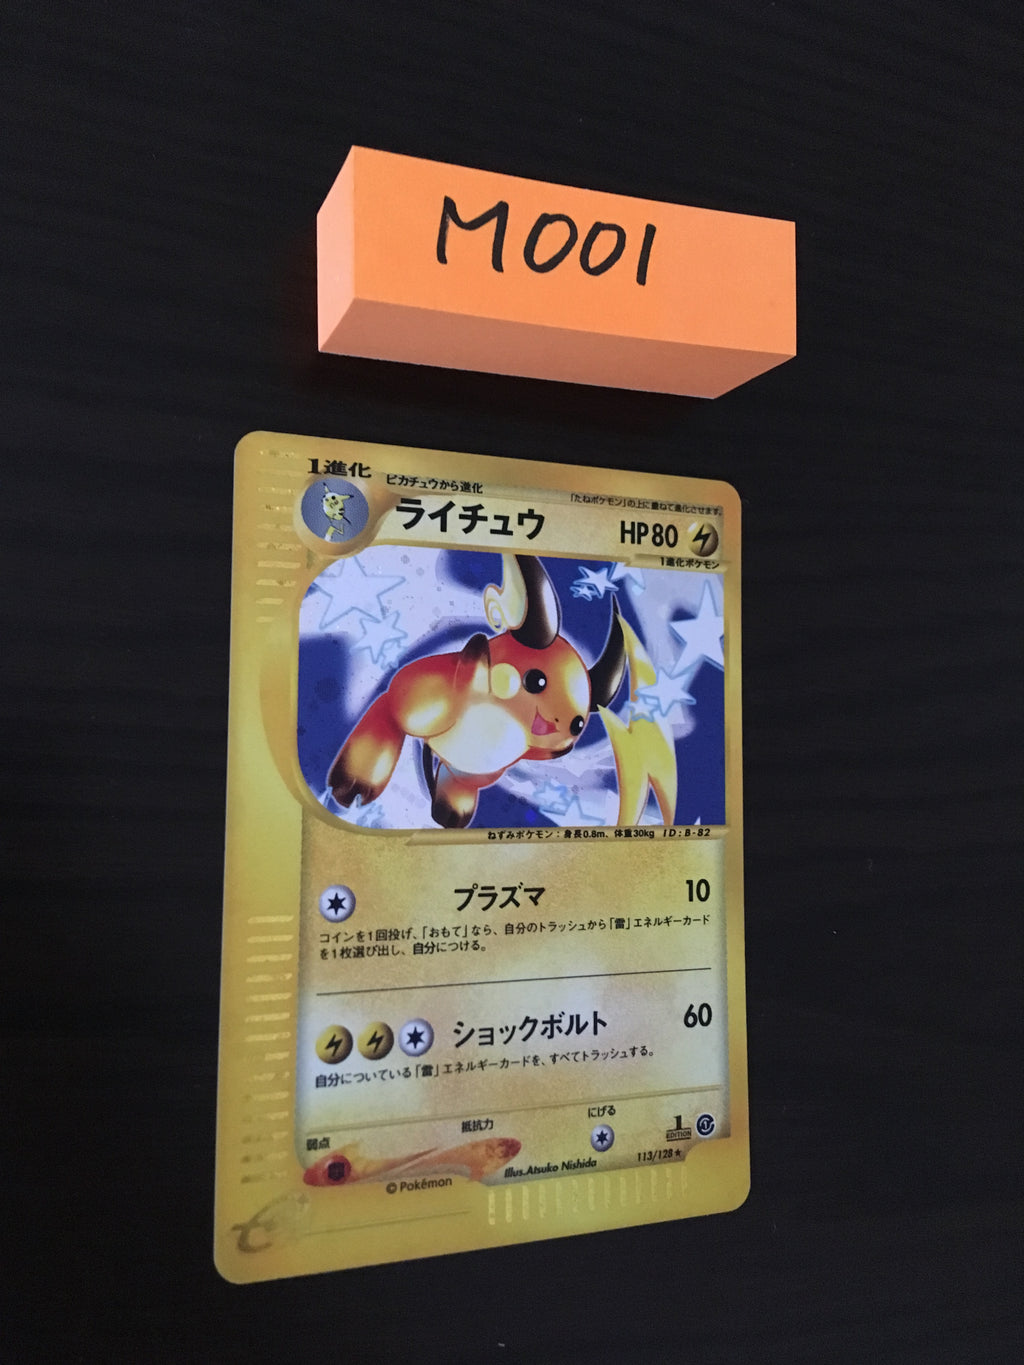 M001
1進化
ピカチュウから進化
「たねポケモン」の上に重ねて進化させます。
ライチュウ
HP80
1進化ポケモン
ねずみポケモン：身長0.8m、体重30kg ID：B-82
プラズマ 10
コインを1回投げ、「おもて」なら、自分のトラッシュから「雷」エネルギーカード
を1枚選び出し、自分につける。
ショックボルト 60
自分についている「雷」エネルギーカードを、すべてトラッシュする。
弱点
抵抗力
にげる
1
EDITION
©Pokémon
Illus.Atsuko Nishida
113/128★